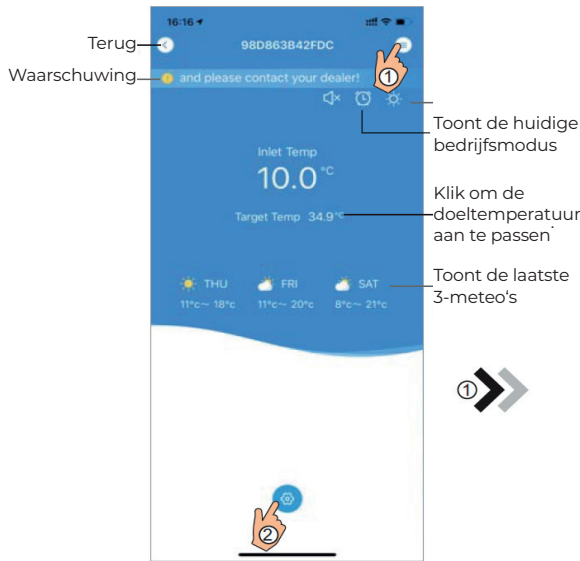 16:16
Terug
98D863B42FDC
Waarschuwing
and please contact your dealer!
①
Toont de huidige
bedrijfsmodus
Inlet Temp
10.0 °C
Target Temp 34.9 °C
Klik om de
doeltemperatuur
aan te passen
THU FRI SAT
11°c~ 18°c 11°c~ 20°c 8°c~ 21°c
Toont de laatste
3-meteo‘s
①
②